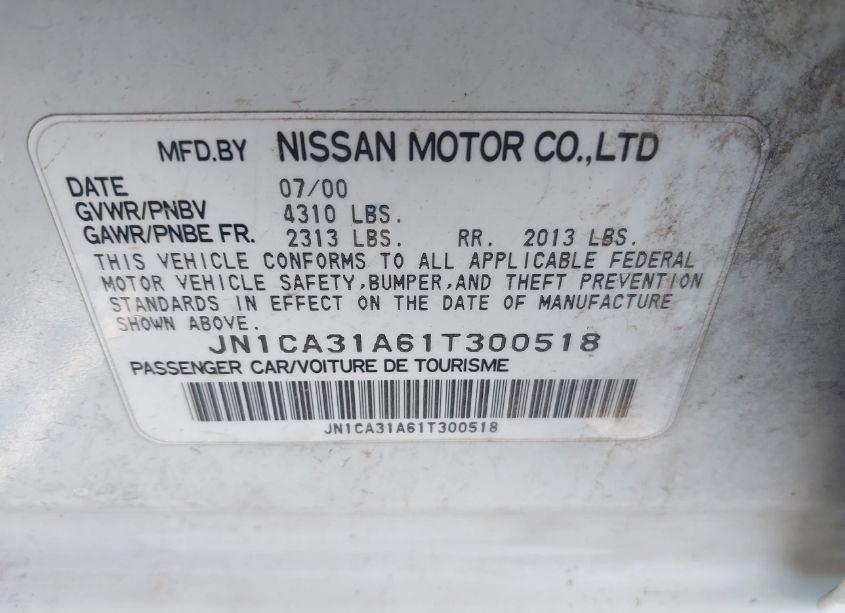 MFD.BY NISSAN MOTOR CO.,LTD
DATE 07/00
GVWR/PNBV 4310 LBS.
GAWR/PNBE FR. 2313 LBS. RR. 2013 LBS.
THIS VEHICLE CONFORMS TO ALL APPLICABLE FEDERAL
MOTOR VEHICLE SAFETY,BUMPER,AND THEFT PREVENTION
STANDARDS IN EFFECT ON THE DATE OF MANUFACTURE
SHOWN ABOVE.
JN1CA31A61T300518
PASSENGER CAR/VOITURE DE TOURISME
JN1CA31A61T300518